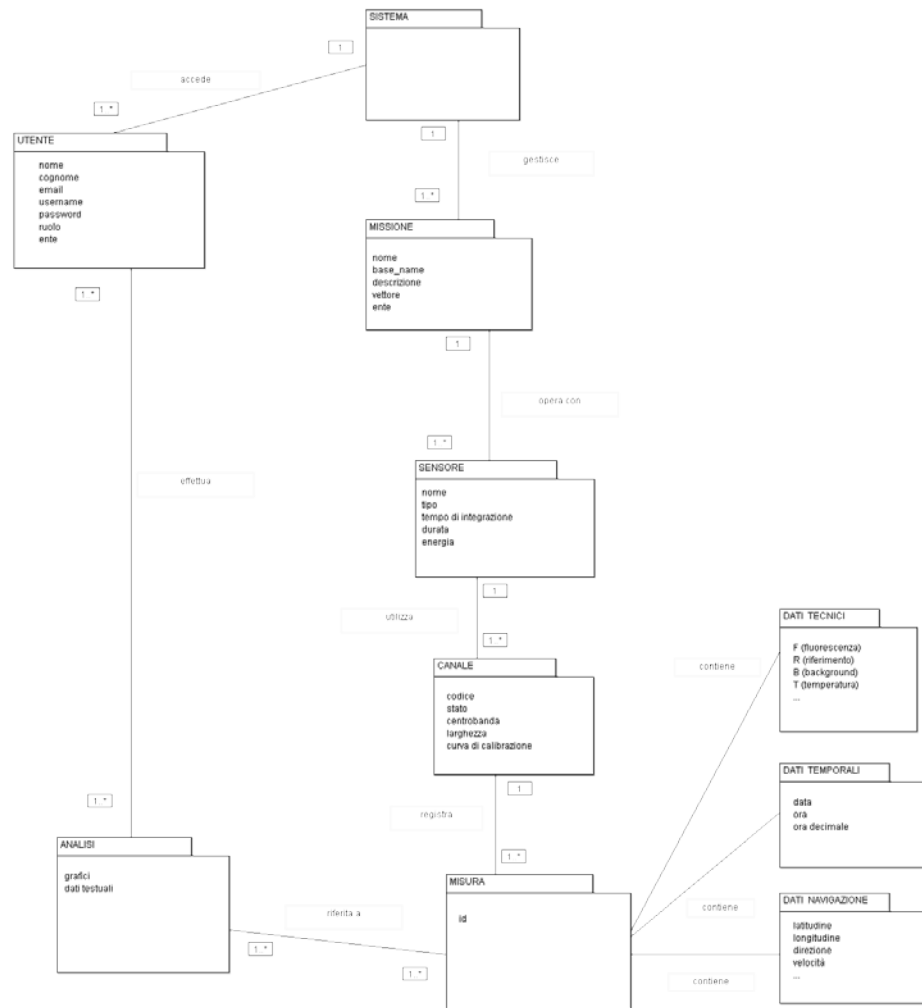 SISTEMA
1
accede
1..*
1
UTENTE
nome
cognome
email
username
password
ruolo
ente
gestisce
1..*
MISSIONE
nome
base_name
descrizione
vettore
ente
1..*
1
opera con
1..*
SENSORE
nome
tipo
tempo di integrazione
durata
energia
effettua
1
utilizza
1..*
CANALE
codice
stato
centrobanda
larghezza
curva di calibrazione
contiene
DATI TECNICI
F (fluorescenza)
R (riferimento)
B (background)
T (temperatura)
...
1
registra
1..*
DATI TEMPORALI
data
ora
ora decimale
1..*
ANALISI
grafici
dati testuali
MISURA
id
riferita a
1..*
1..*
contiene
DATI NAVIGAZIONE
latitudine
longitudine
direzione
velocità
...
contiene